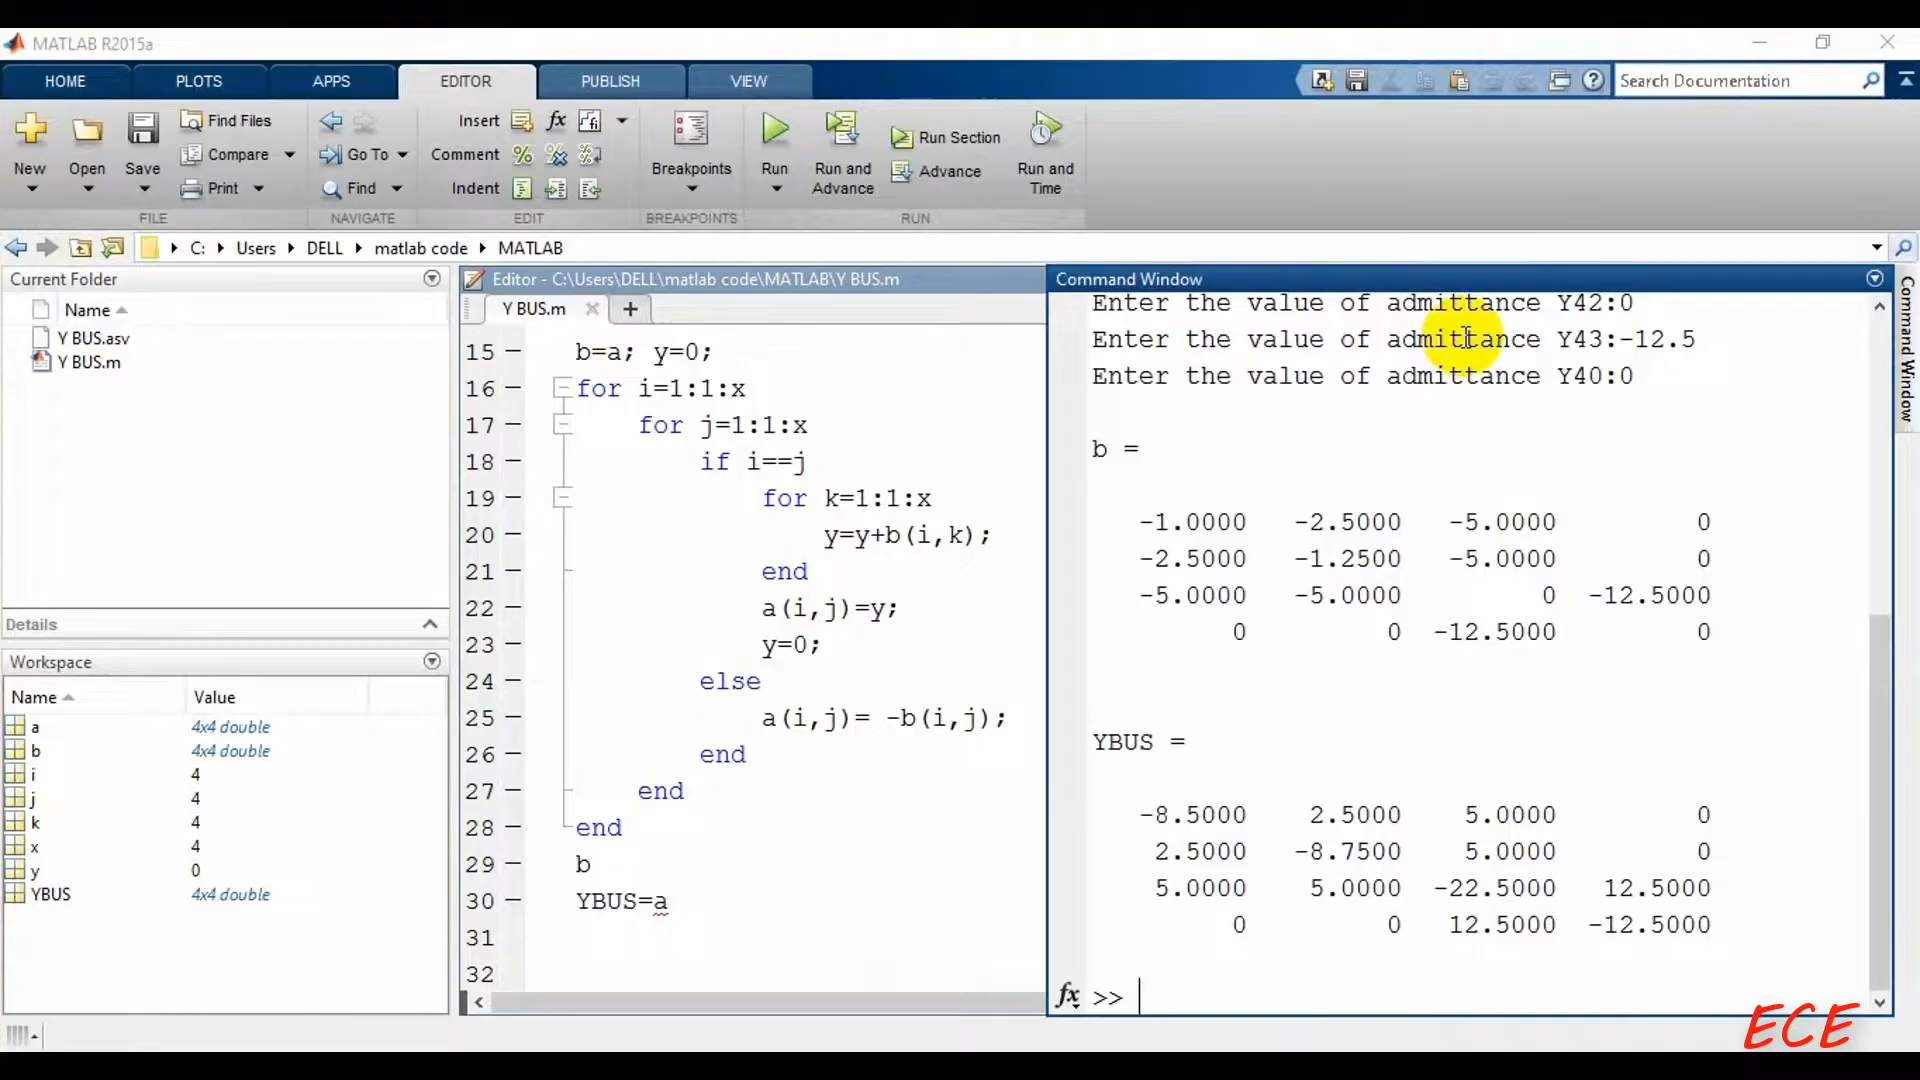 MATLAB R2015a
HOME PLOTS APPS EDITOR PUBLISH VIEW Search Documentation
New Open Save Find Files Compare Print
FILE
Go To Find
NAVIGATE
Insert fx
Comment
Indent
EDIT
Breakpoints
BREAKPOINTS
Run Run and Advance Run Section Advance Run and Time
RUN
C: Users DELL matlab code MATLAB
Current Folder
Name
Y BUS.asv
Y BUS.m
Details
Workspace
Name Value
a 4x4 double
b 4x4 double
i 4
j 4
k 4
x 4
y 0
YBUS 4x4 double
Editor - C:\Users\DELL\matlab code\MATLAB\Y BUS.m
Y BUS.m
15 b=a; y=0;
16 for i=1:1:x
17 for j=1:1:x
18 if i==j
19 for k=1:1:x
20 y=y+b(i,k);
21 end
22 a(i,j)=y;
23 y=0;
24 else
25 a(i,j)= -b(i,j);
26 end
27 end
28 end
29 b
30 YBUS=a
31
32
Command Window
Enter the value of admittance Y42:0
Enter the value of admittance Y43:-12.5
Enter the value of admittance Y40:0
b =
-1.0000 -2.5000 -5.0000 0
-2.5000 -1.2500 -5.0000 0
-5.0000 -5.0000 0 -12.5000
0 0 -12.5000 0
YBUS =
-8.5000 2.5000 5.0000 0
2.5000 -8.7500 5.0000 0
5.0000 5.0000 -22.5000 12.5000
0 0 12.5000 -12.5000
fx >>
Command Window
ECE